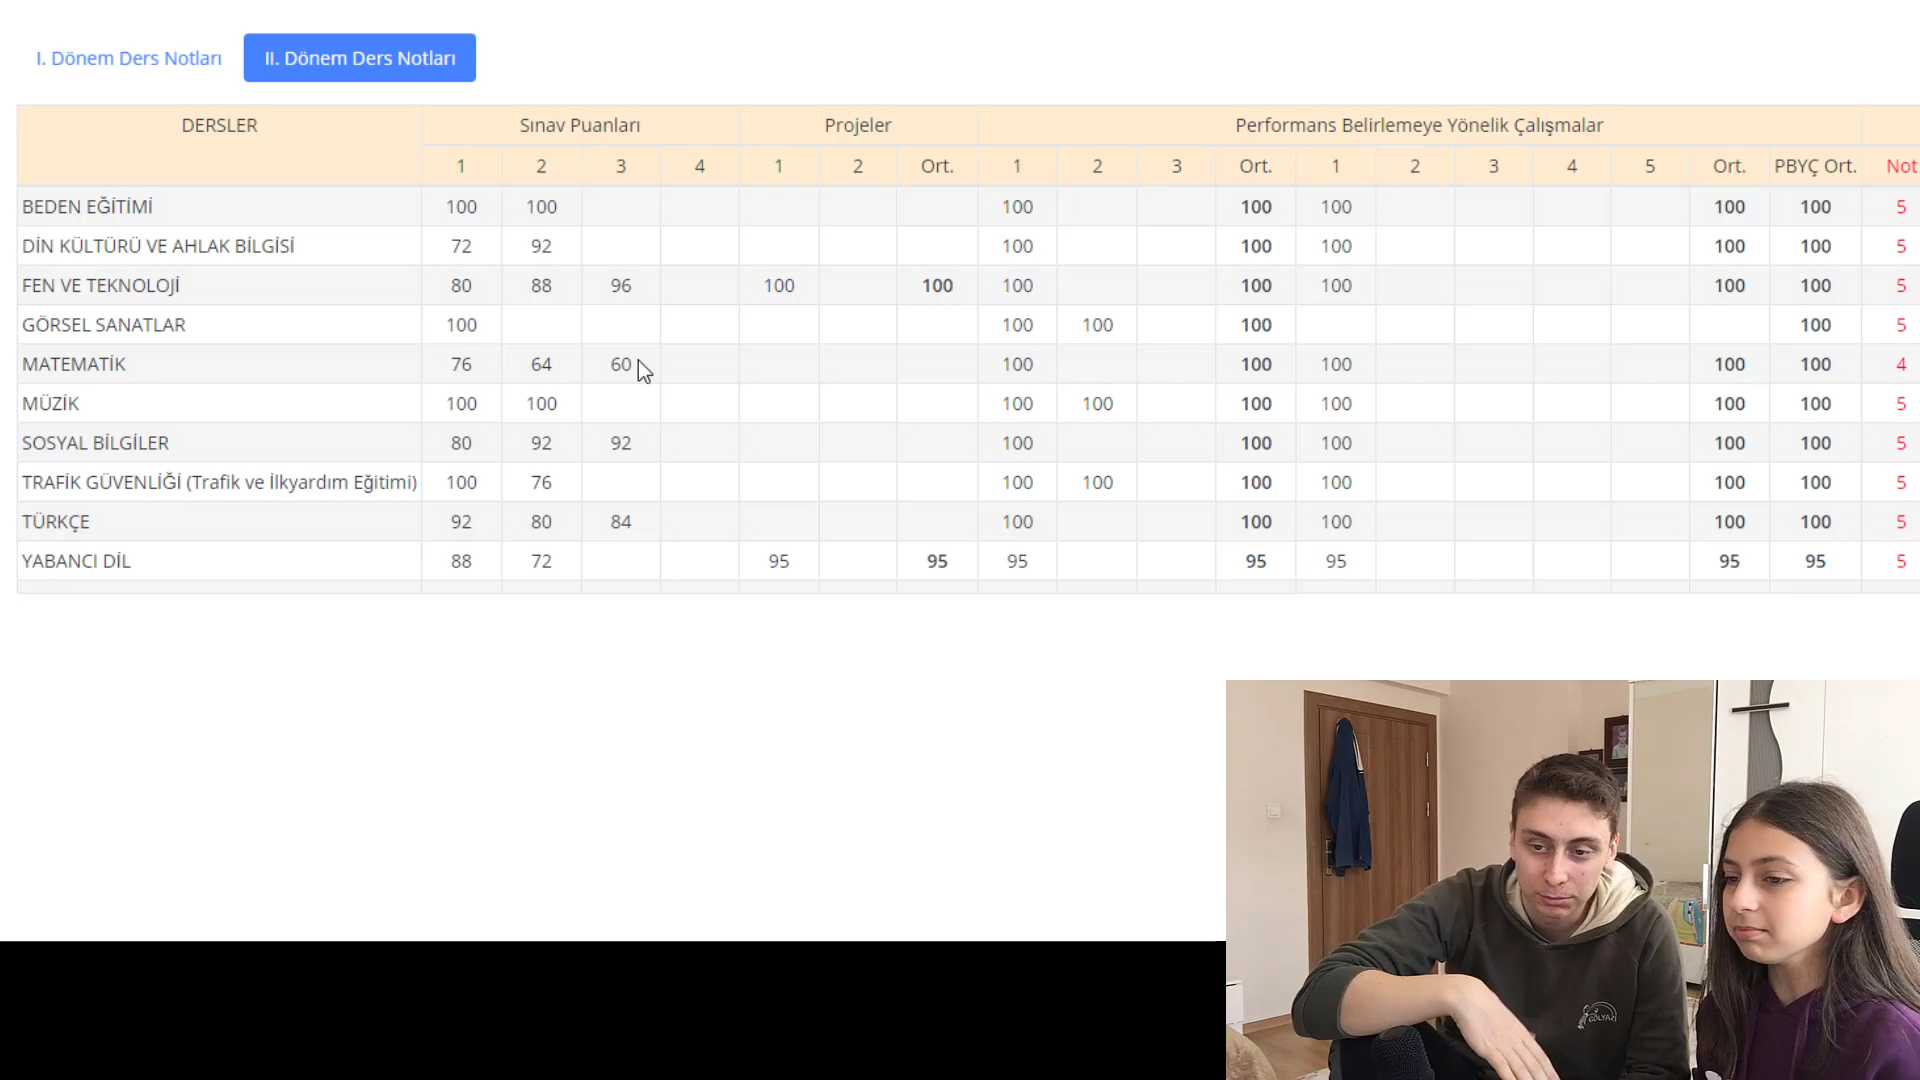 I. Dönem Ders Notları II. Dönem Ders Notları
DERSLER Sınav Puanları Projeler Performans Belirlemeye Yönelik Çalışmalar
1 2 3 4 1 2 Ort. 1 2 3 Ort. 1 2 3 4 5 Ort. PBYÇ Ort. Not
BEDEN EĞİTİMİ 100 100 100 100 100 100 100 5
DİN KÜLTÜRÜ VE AHLAK BİLGİSİ 72 92 100 100 100 100 100 5
FEN VE TEKNOLOJİ 80 88 96 100 100 100 100 100 100 100 5
GÖRSEL SANATLAR 100 100 100 100 100 5
MATEMATİK 76 64 60 100 100 100 100 100 4
MÜZİK 100 100 100 100 100 100 100 100 5
SOSYAL BİLGİLER 80 92 92 100 100 100 100 100 5
TRAFİK GÜVENLİĞİ (Trafik ve İlkyardım Eğitimi) 100 76 100 100 100 100 100 100 5
TÜRKÇE 92 80 84 100 100 100 100 100 5
YABANCI DİL 88 72 95 95 95 95 95 95 95 5
GÖLYAZI